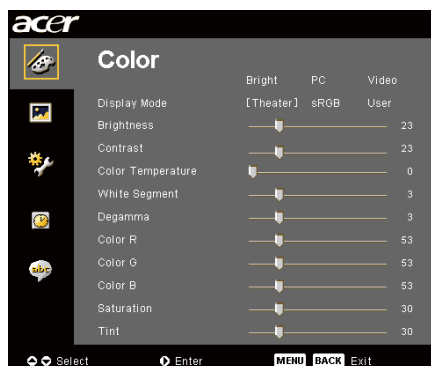 acer
Color
Bright PC Video
Display Mode [Theater] sRGB User
Brightness 23
Contrast 23
Color Temperature 0
White Segment 3
Degamma 3
Color R 53
Color G 53
Color B 53
Saturation 30
Tint 30
abc
Select Enter MENU BACK Exit